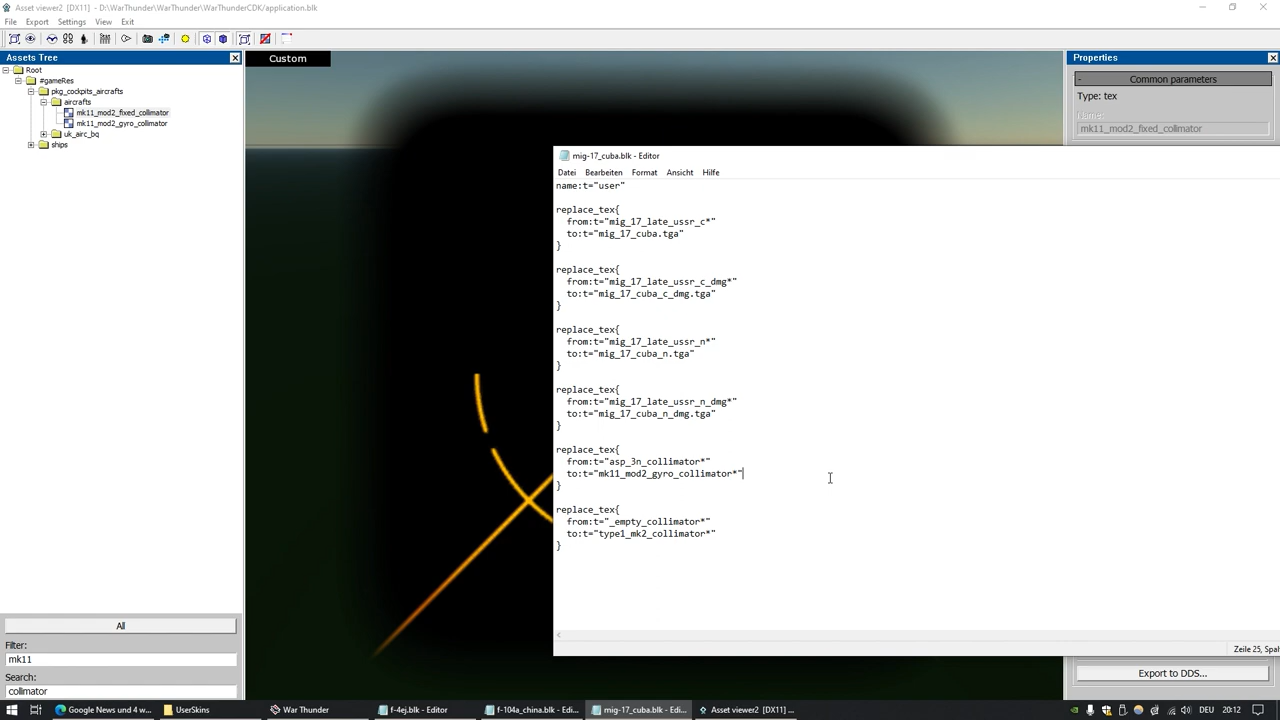 Asset viewer2 [DX11] - D:\WarThunder\WarThunder\WarThunderCDK/application.blk
File Export Settings View Exit
Assets Tree
Custom
Properties
Root
#gameRes
pkg_cockpits_aircrafts
aircrafts
mk11_mod2_fixed_collimator
mk11_mod2_gyro_collimator
uk_airc_bq
ships
Common parameters
Type: tex
Name:
mk11_mod2_fixed_collimator
mig-17_cuba.blk - Editor
Datei Bearbeiten Format Ansicht Hilfe
name:t="user"
replace_tex{
from:t="mig_17_late_ussr_c*"
to:t="mig_17_cuba.tga"
}
replace_tex{
from:t="mig_17_late_ussr_c_dmg*"
to:t="mig_17_cuba_c_dmg.tga"
}
replace_tex{
from:t="mig_17_late_ussr_n*"
to:t="mig_17_cuba_n.tga"
}
replace_tex{
from:t="mig_17_late_ussr_n_dmg*"
to:t="mig_17_cuba_n_dmg.tga"
}
replace_tex{
from:t="asp_3n_collimator*"
to:t="mk11_mod2_gyro_collimator*"
}
replace_tex{
from:t="_empty_collimator*"
to:t="type1_mk2_collimator*"
}
Zeile 25, Spal
All
Filter:
mk11
Search:
collimator
Export to DDS...
Google News und 4 w...
UserSkins
War Thunder
f-4ej.blk - Editor
f-104a_china.blk - Edi...
mig-17_cuba.blk - Edi...
Asset viewer2 [DX11] ...
DEU
20:12